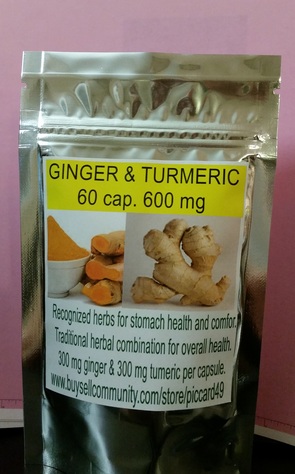 GINGER & TURMERIC
60 cap. 600 mg
Recognized herbs for stomach health and comfor
Traditional herbal combination for overall health.
300 mg ginger & 300 mg tumeric per capsule.
www.buysellcommunity.com/store/piccard49